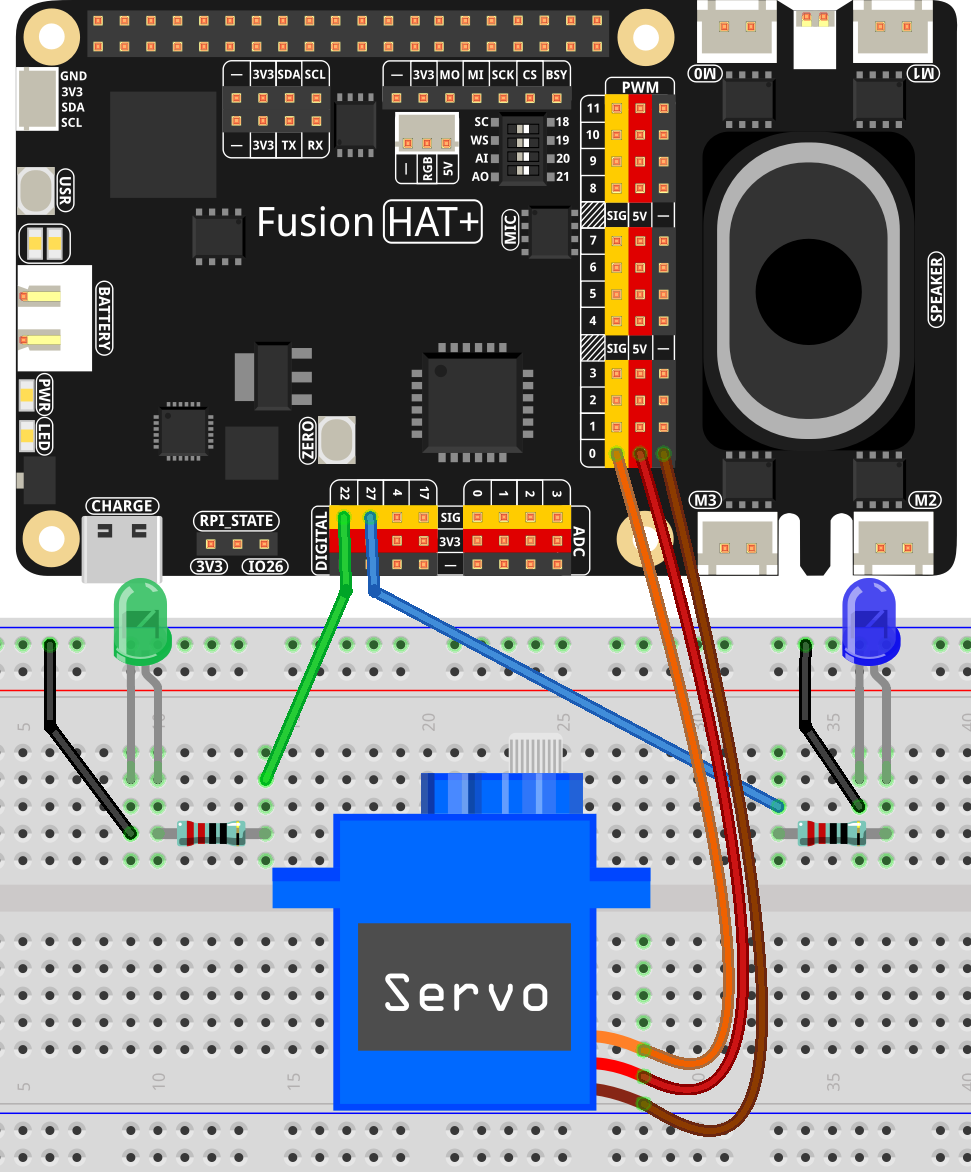 GND
3V3
SDA
SCL
— 3V3 SDA SCL
— 3V3 TX RX
— 3V3 MO MI SCK CS BSY
— RGB 5V
SC 18
WS 19
AI 20
AO 21
PWM
11
10
9
8
SIG 5V —
7
6
5
4
SIG 5V —
3
2
1
0
M0
M1
USR
Fusion HAT+
MIC
BATTERY
SPEAKER
PWR
LED
ZERO
CHARGE
RPI_STATE
3V3 IO26
22 27 4 17
0 1 2 3
DIGITAL
SIG
3V3
—
ADC
M3
M2
5 10 20 25 35 40
Servo
5 10 15 35 40